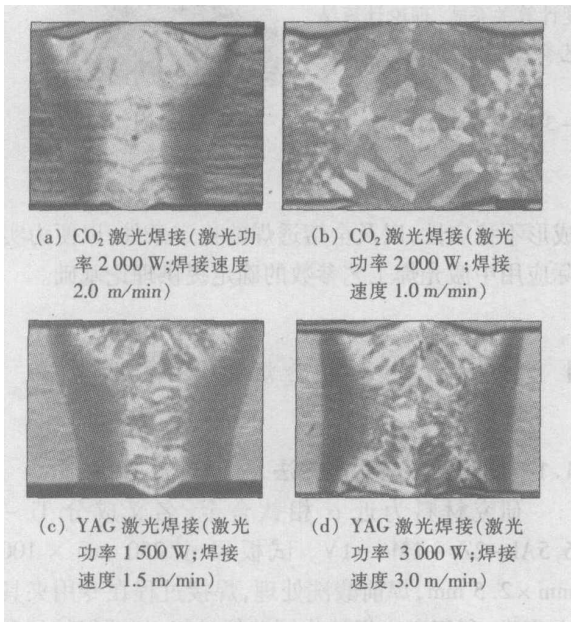 (a) CO₂ 激光焊接(激光功
率 2 000 W;焊接速度
2.0 m/min)
(b) CO₂ 激光焊接(激光
功率 2 000 W;焊接
速度 1.0 m/min)
(c) YAG 激光焊接(激光
功率 1 500 W;焊接
速度 1.5 m/min)
(d) YAG 激光焊接(激光
功率 3 000 W;焊接
速度 3.0 m/min)